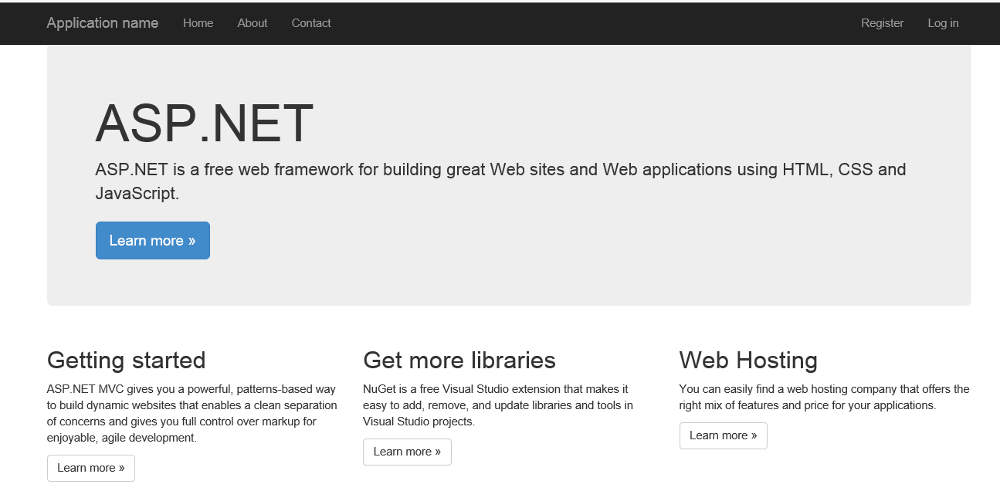 Application name Home About Contact Register Log in
ASP.NET
ASP.NET is a free web framework for building great Web sites and Web applications using HTML, CSS and
JavaScript.
Learn more »
Getting started
ASP.NET MVC gives you a powerful, patterns-based way
to build dynamic websites that enables a clean separation
of concerns and gives you full control over markup for
enjoyable, agile development.
Learn more »
Get more libraries
NuGet is a free Visual Studio extension that makes it
easy to add, remove, and update libraries and tools in
Visual Studio projects.
Learn more »
Web Hosting
You can easily find a web hosting company that offers the
right mix of features and price for your applications.
Learn more »